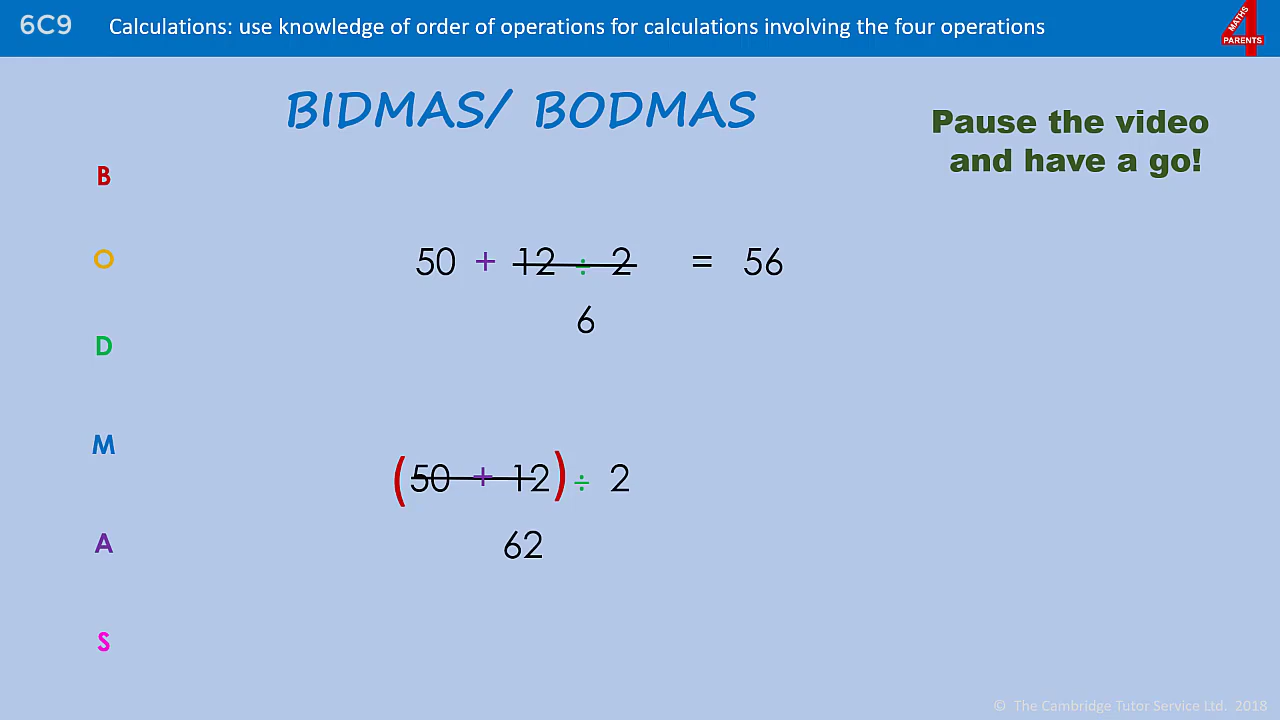 6C9 Calculations: use knowledge of order of operations for calculations involving the four operations
MATHS
4
PARENTS
BIDMAS/ BODMAS
Pause the video
and have a go!
B
50 + 12 ÷ 2 = 56
O
6
D
M
(50 + 12) ÷ 2
62
A
S
© The Cambridge Tutor Service Ltd. 2018